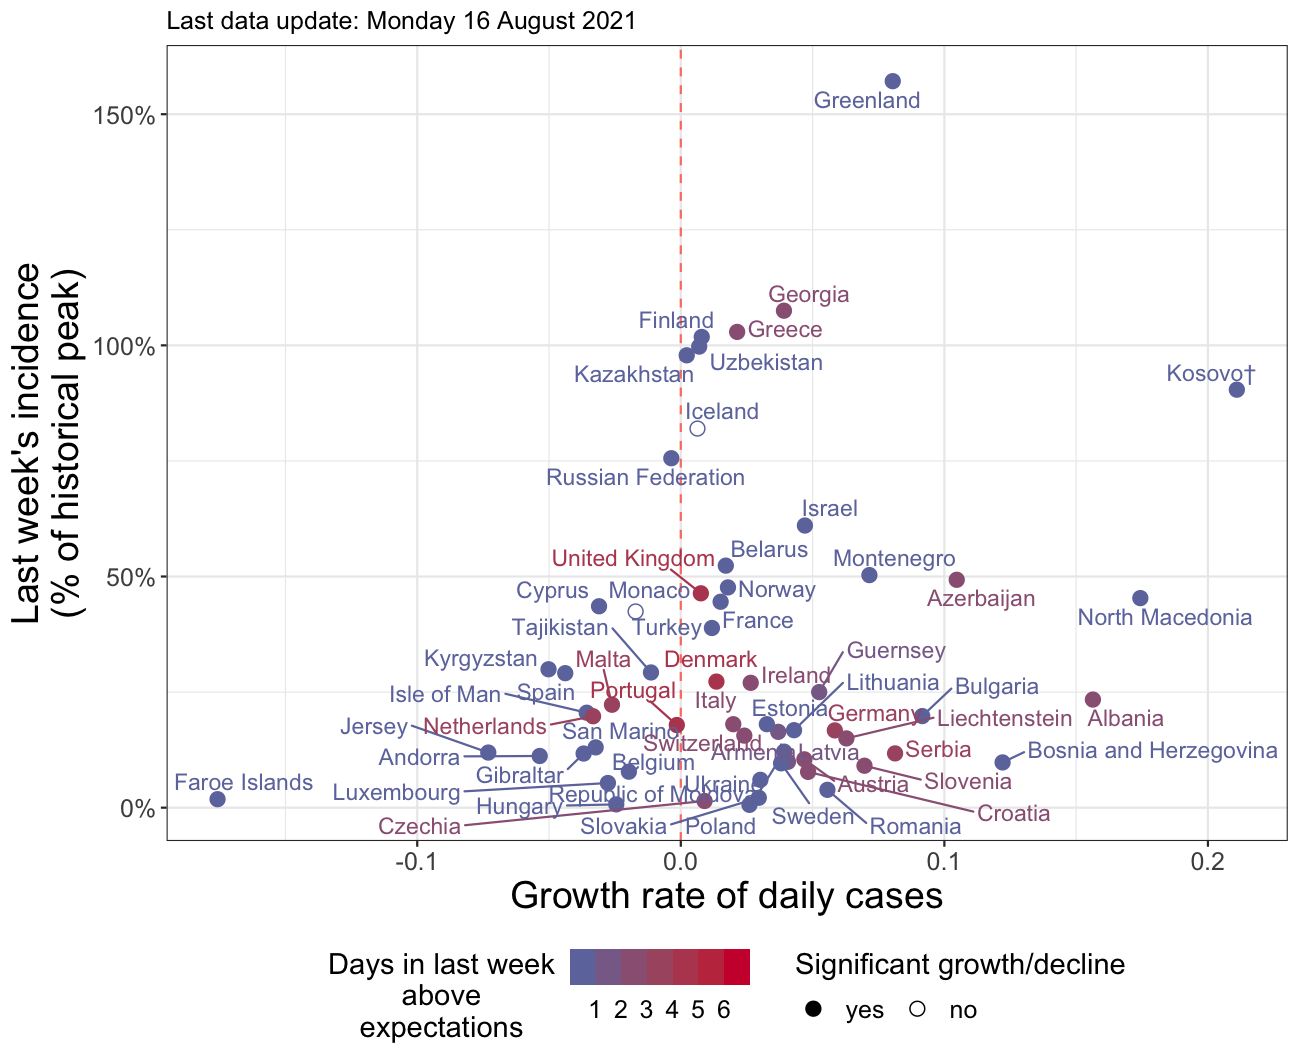 Last data update: Monday 16 August 2021
Last week's incidence
(% of historical peak)
150%
100%
50%
0%
Greenland
Georgia
Finland
Greece
Uzbekistan
Kazakhstan
Kosovo†
Iceland
Russian Federation
Israel
Belarus
United Kingdom
Montenegro
Cyprus
Monaco
Norway
Azerbaijan
North Macedonia
Tajikistan
Turkey
France
Kyrgyzstan
Malta
Denmark
Guernsey
Ireland
Lithuania
Bulgaria
Isle of Man
Spain
Portugal
Italy
Estonia
Germany
Liechtenstein
Albania
Jersey
Netherlands
San Marino
Switzerland
Armenia
Latvia
Serbia
Bosnia and Herzegovina
Andorra
Gibraltar
Belgium
Faroe Islands
Luxembourg
Ukraine
Austria
Slovenia
Hungary
Republic of Moldova
Croatia
Czechia
Slovakia
Poland
Sweden
Romania
-0.1 0.0 0.1 0.2
Growth rate of daily cases
Days in last week
above
expectations
1 2 3 4 5 6
Significant growth/decline
yes no